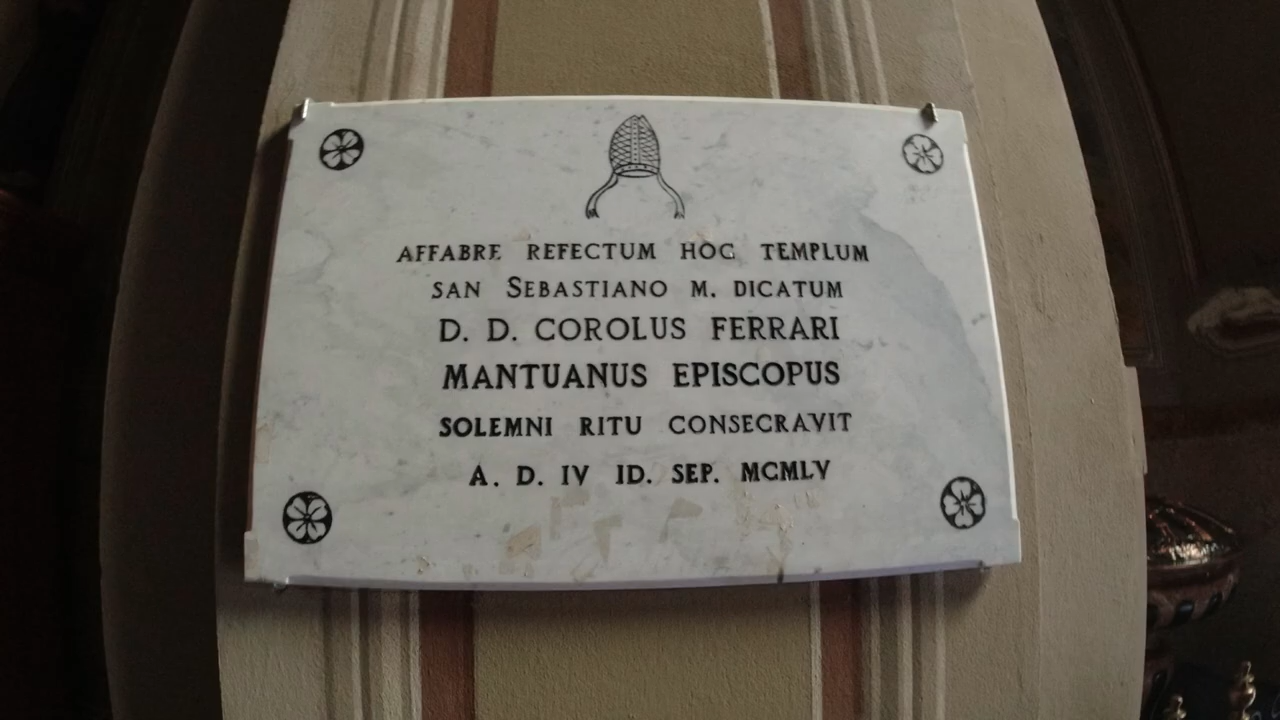 AFFABRE REFECTUM HOC TEMPLUM
SAN SEBASTIANO M. DICATUM
D. D. COROLUS FERRARI
MANTUANUS EPISCOPUS
SOLEMNI RITU CONSECRAVIT
A. D. IV ID. SEP. MCMLV